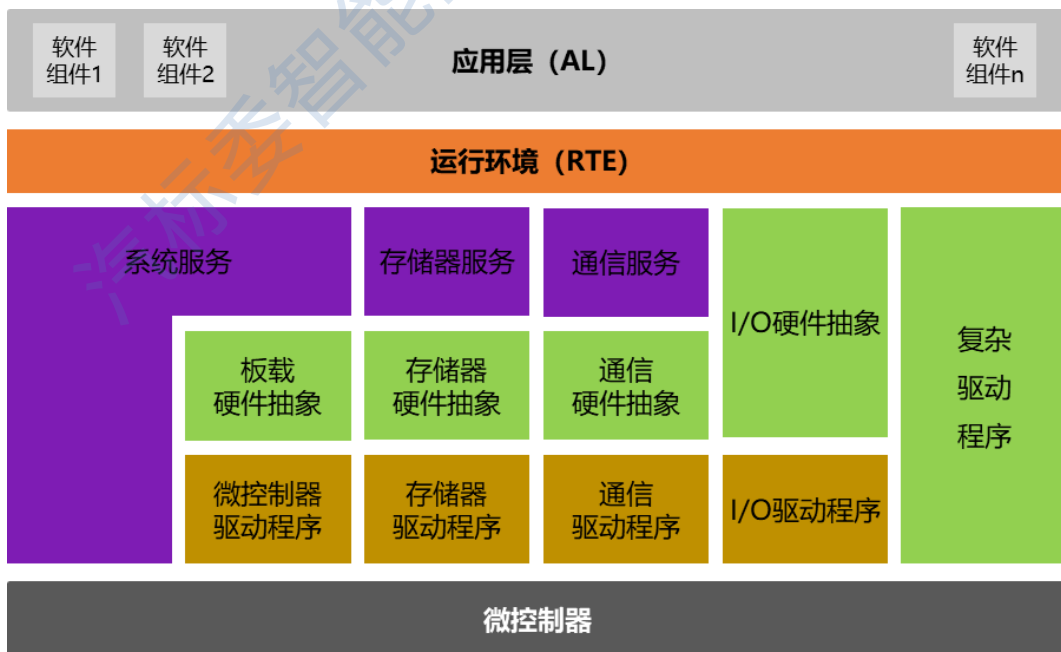 软件
组件1
软件
组件2
应用层（AL）
软件
组件n
运行环境（RTE）
系统服务
存储器服务
通信服务
I/O硬件抽象
复杂
驱动
程序
板载
硬件抽象
存储器
硬件抽象
通信
硬件抽象
微控制器
驱动程序
存储器
驱动程序
通信
驱动程序
I/O驱动程序
微控制器
汽标委智能